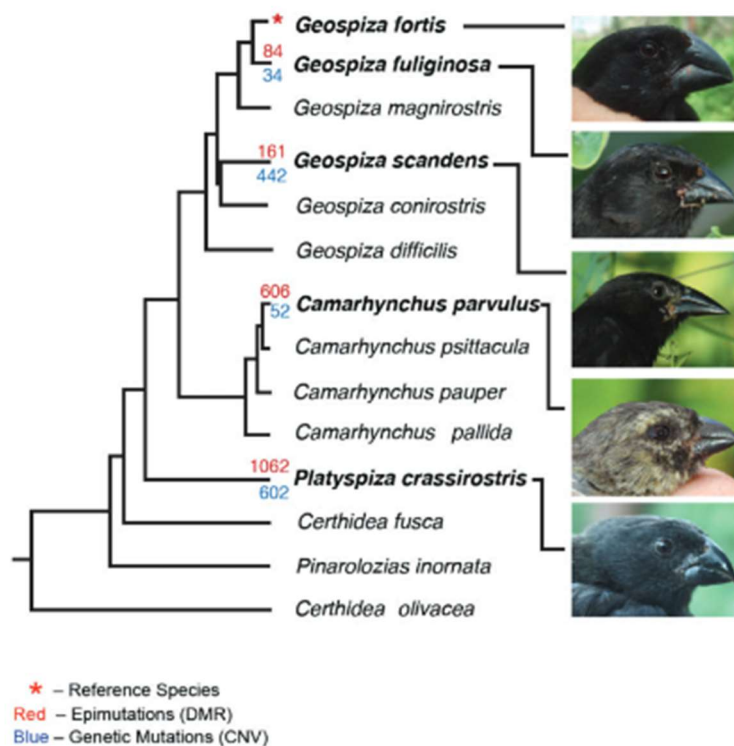 * Geospiza fortis
84
34 Geospiza fuliginosa
Geospiza magnirostris
161
442 Geospiza scandens
Geospiza conirostris
Geospiza difficilis
606
52 Camarhynchus parvulus
Camarhynchus psittacula
Camarhynchus pauper
Camarhynchus pallida
1062
602 Platyspiza crassirostris
Certhidea fusca
Pinarolozias inornata
Certhidea olivacea
* – Reference Species
Red – Epimutations (DMR)
Blue – Genetic Mutations (CNV)